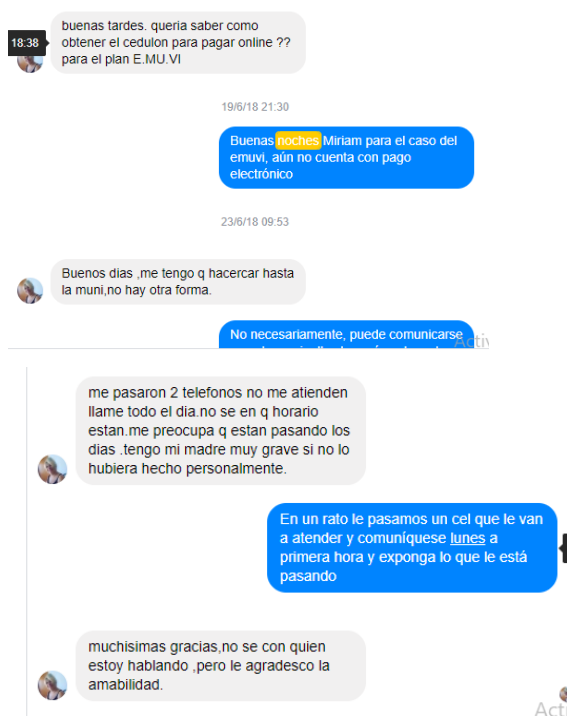 buenas tardes. queria saber como
18:38
obtener el cedulon para pagar online ??
para el plan E.MU.VI
19/6/18 21:30
Buenas noches Miriam para el caso del
emuvi, aún no cuenta con pago
electrónico
23/6/18 09:53
Buenos dias ,me tengo q hacercar hasta
la muni,no hay otra forma.
No necesariamente, puede comunicarse
me pasaron 2 telefonos no me atienden
llame todo el dia.no se en q horario
estan.me preocupa q estan pasando los
dias .tengo mi madre muy grave si no lo
hubiera hecho personalmente.
En un rato le pasamos un cel que le van
a atender y comuníquese lunes a
primera hora y exponga lo que le está
pasando
muchisimas gracias,no se con quien
estoy hablando ,pero le agradesco la
amabilidad.